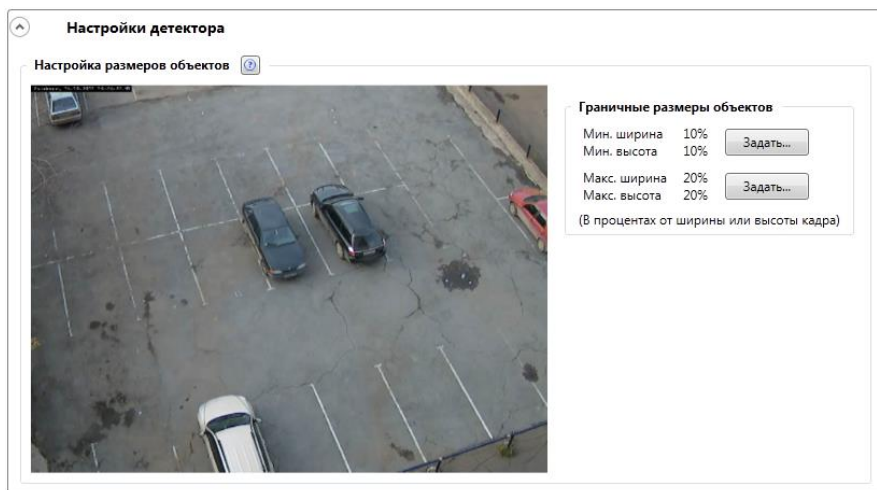 Настройки детектора
Настройка размеров объектов
Граничные размеры объектов
Мин. ширина 10%
Мин. высота 10%
Задать...
Макс. ширина 20%
Макс. высота 20%
Задать...
(В процентах от ширины или высоты кадра)